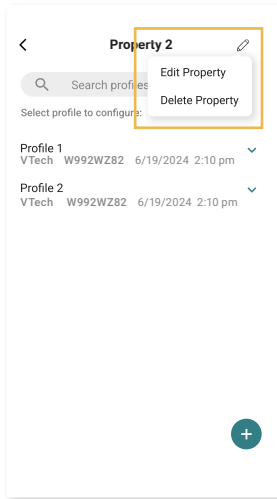 Property 2
Edit Property
Search profiles
Delete Property
Select profile to configure:
Profile 1
VTech W992WZ82 6/19/2024 2:10 pm
Profile 2
VTech W992WZ82 6/19/2024 2:10 pm